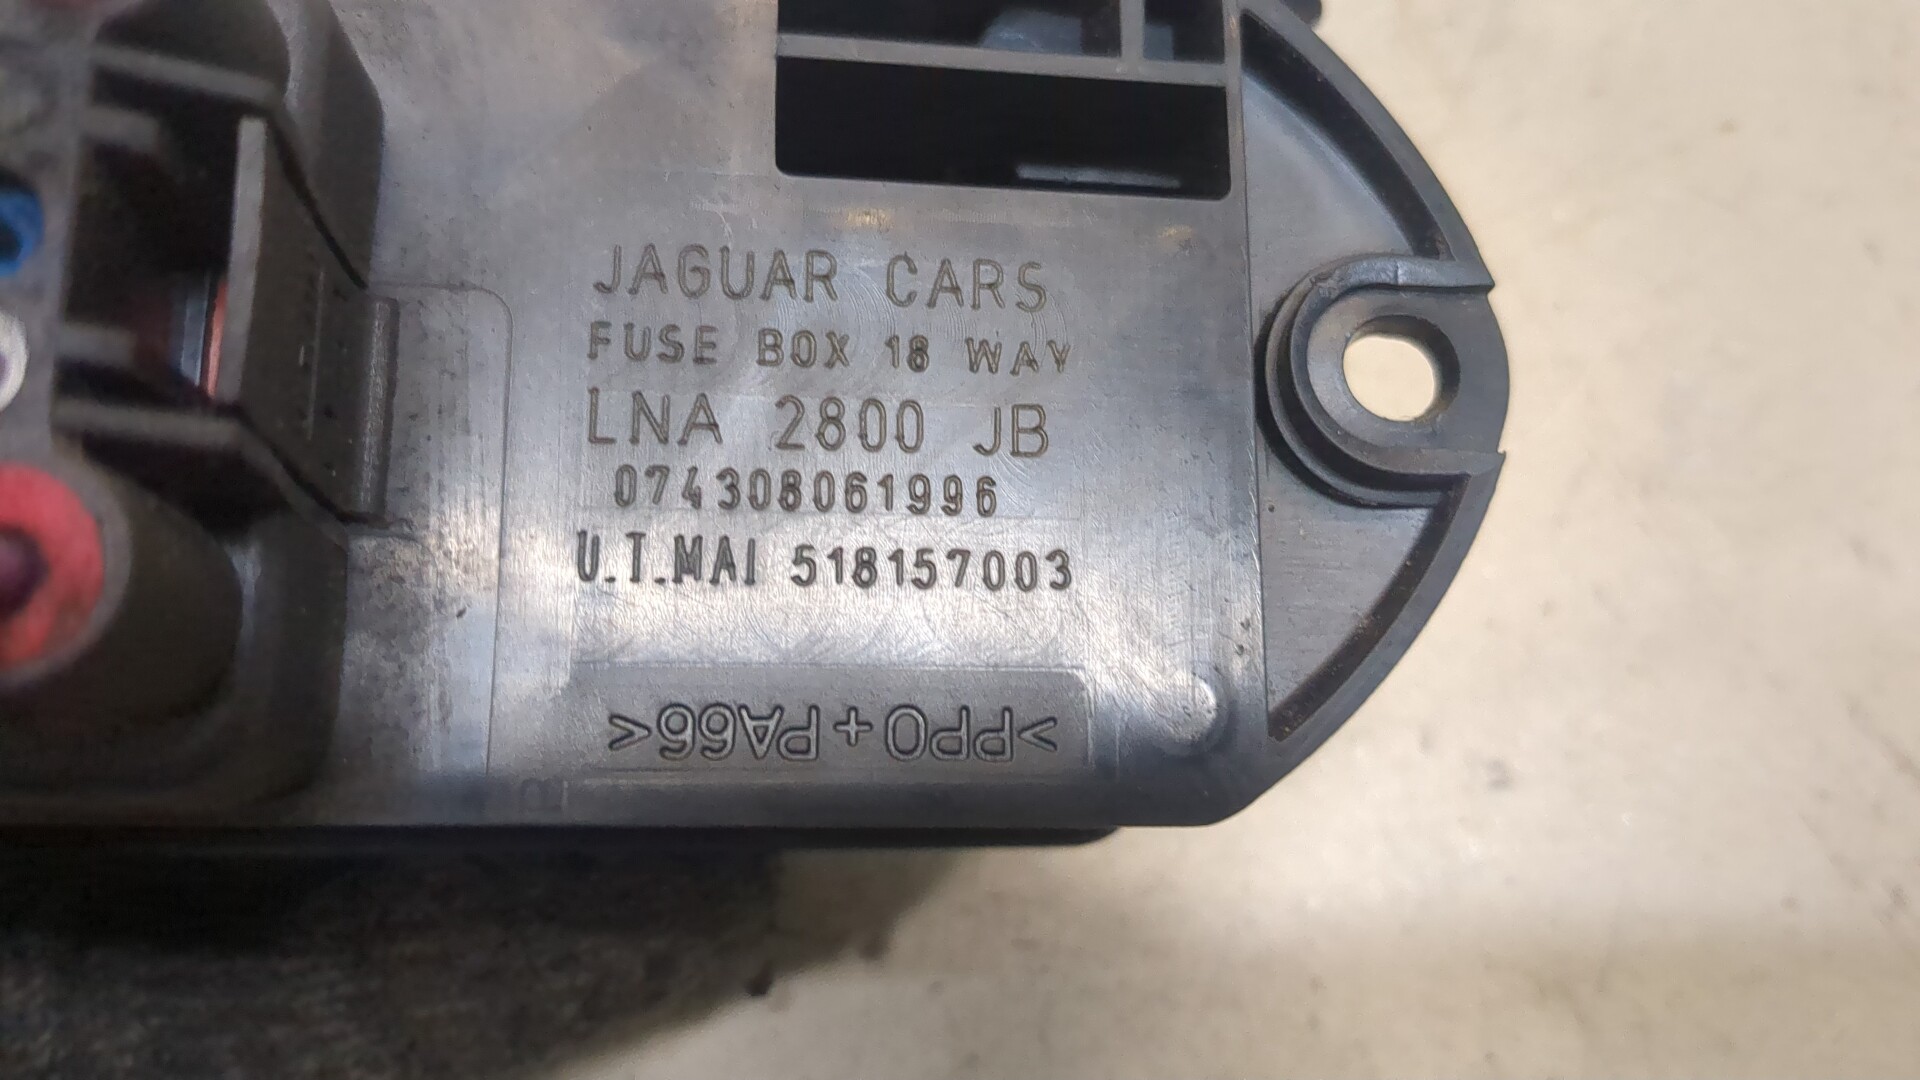 JAGUAR CARS
FUSE BOX 18 WAY
LNA 2800 JB
074308061996
U.T.MAI 518157003
>PPO+PA66<